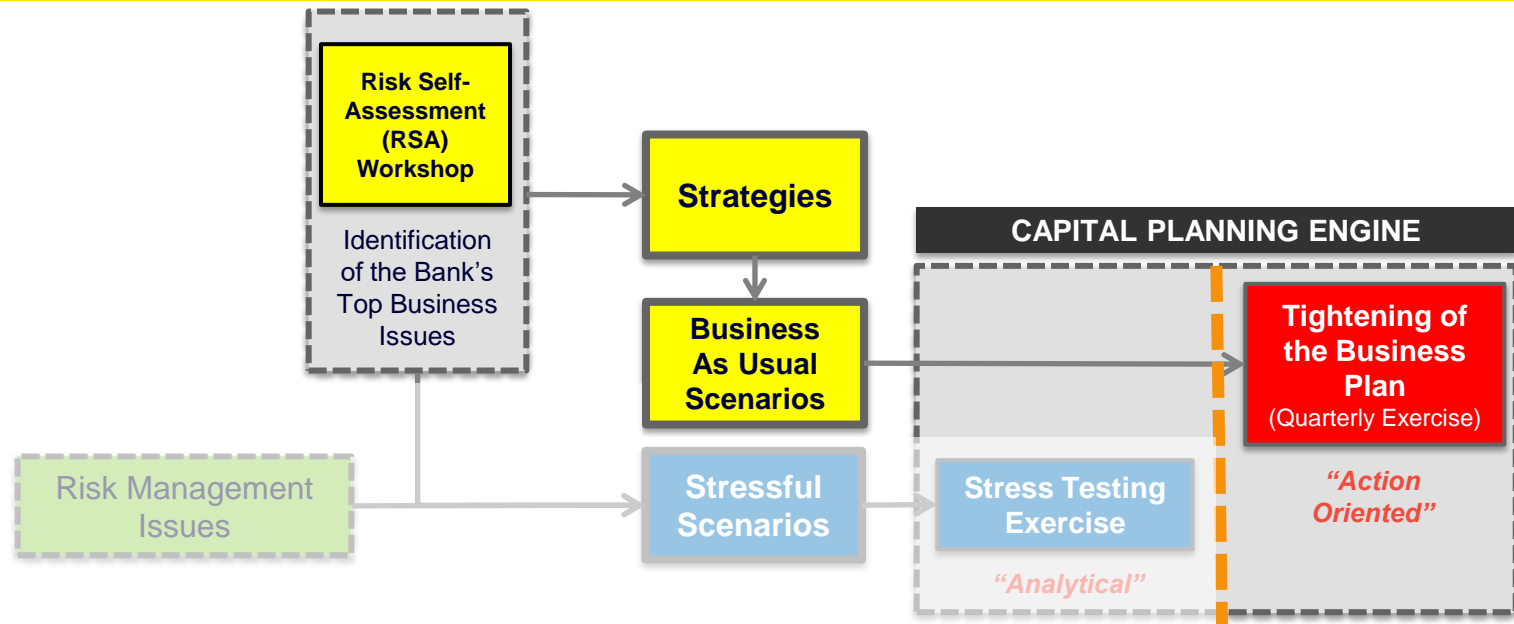 Risk Self-
Assessment
(RSA)
Workshop
Identification
of the Bank's
Top Business
Issues
Strategies
CAPITAL PLANNING ENGINE
Business
As Usual
Scenarios
Tightening of
the Business
Plan
(Quarterly Exercise)
“Action
Oriented”
Risk Management
Issues
Stressful
Scenarios
Stress Testing
Exercise
“Analytical”